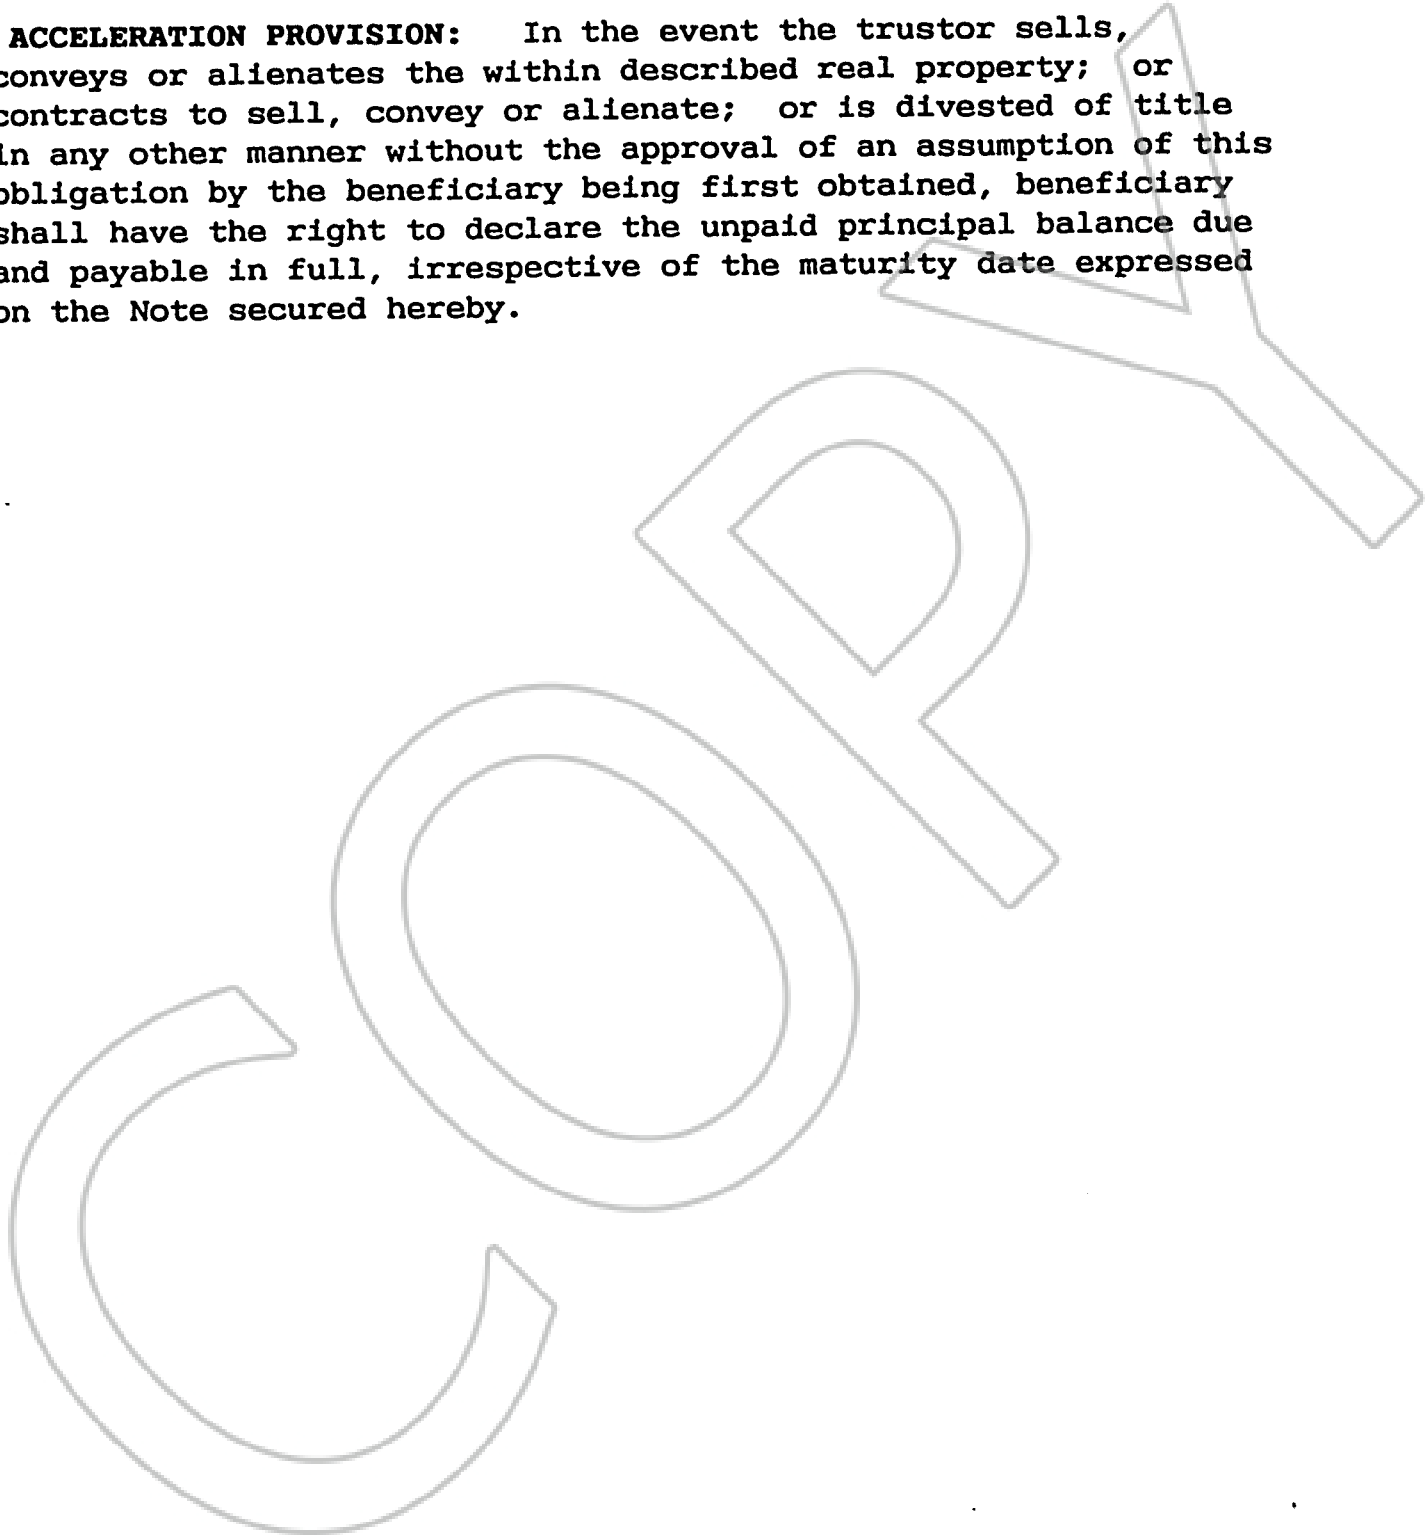 ACCELERATION PROVISION: In the event the trustor sells,
conveys or alienates the within described real property; or
contracts to sell, convey or alienate; or is divested of title
in any other manner without the approval of an assumption of this
obligation by the beneficiary being first obtained, beneficiary
shall have the right to declare the unpaid principal balance due
and payable in full, irrespective of the maturity date expressed
on the Note secured hereby.
COPY